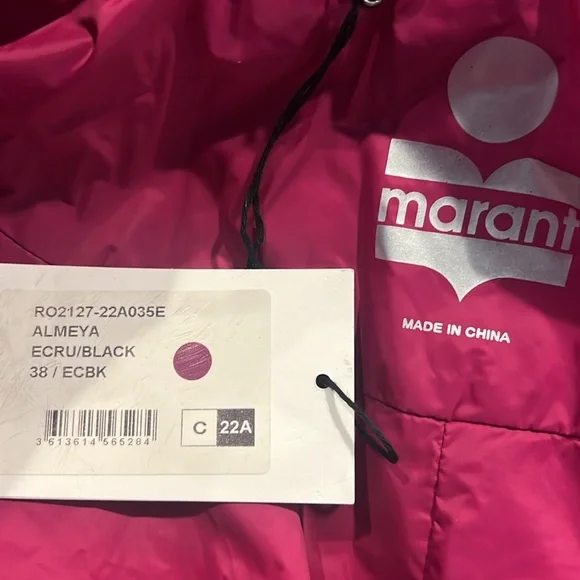 marant
MADE IN CHINA
RO2127-22A035E
ALMEYA
ECRU/BLACK
38 / ECBK
3 613614 565284
C 22A